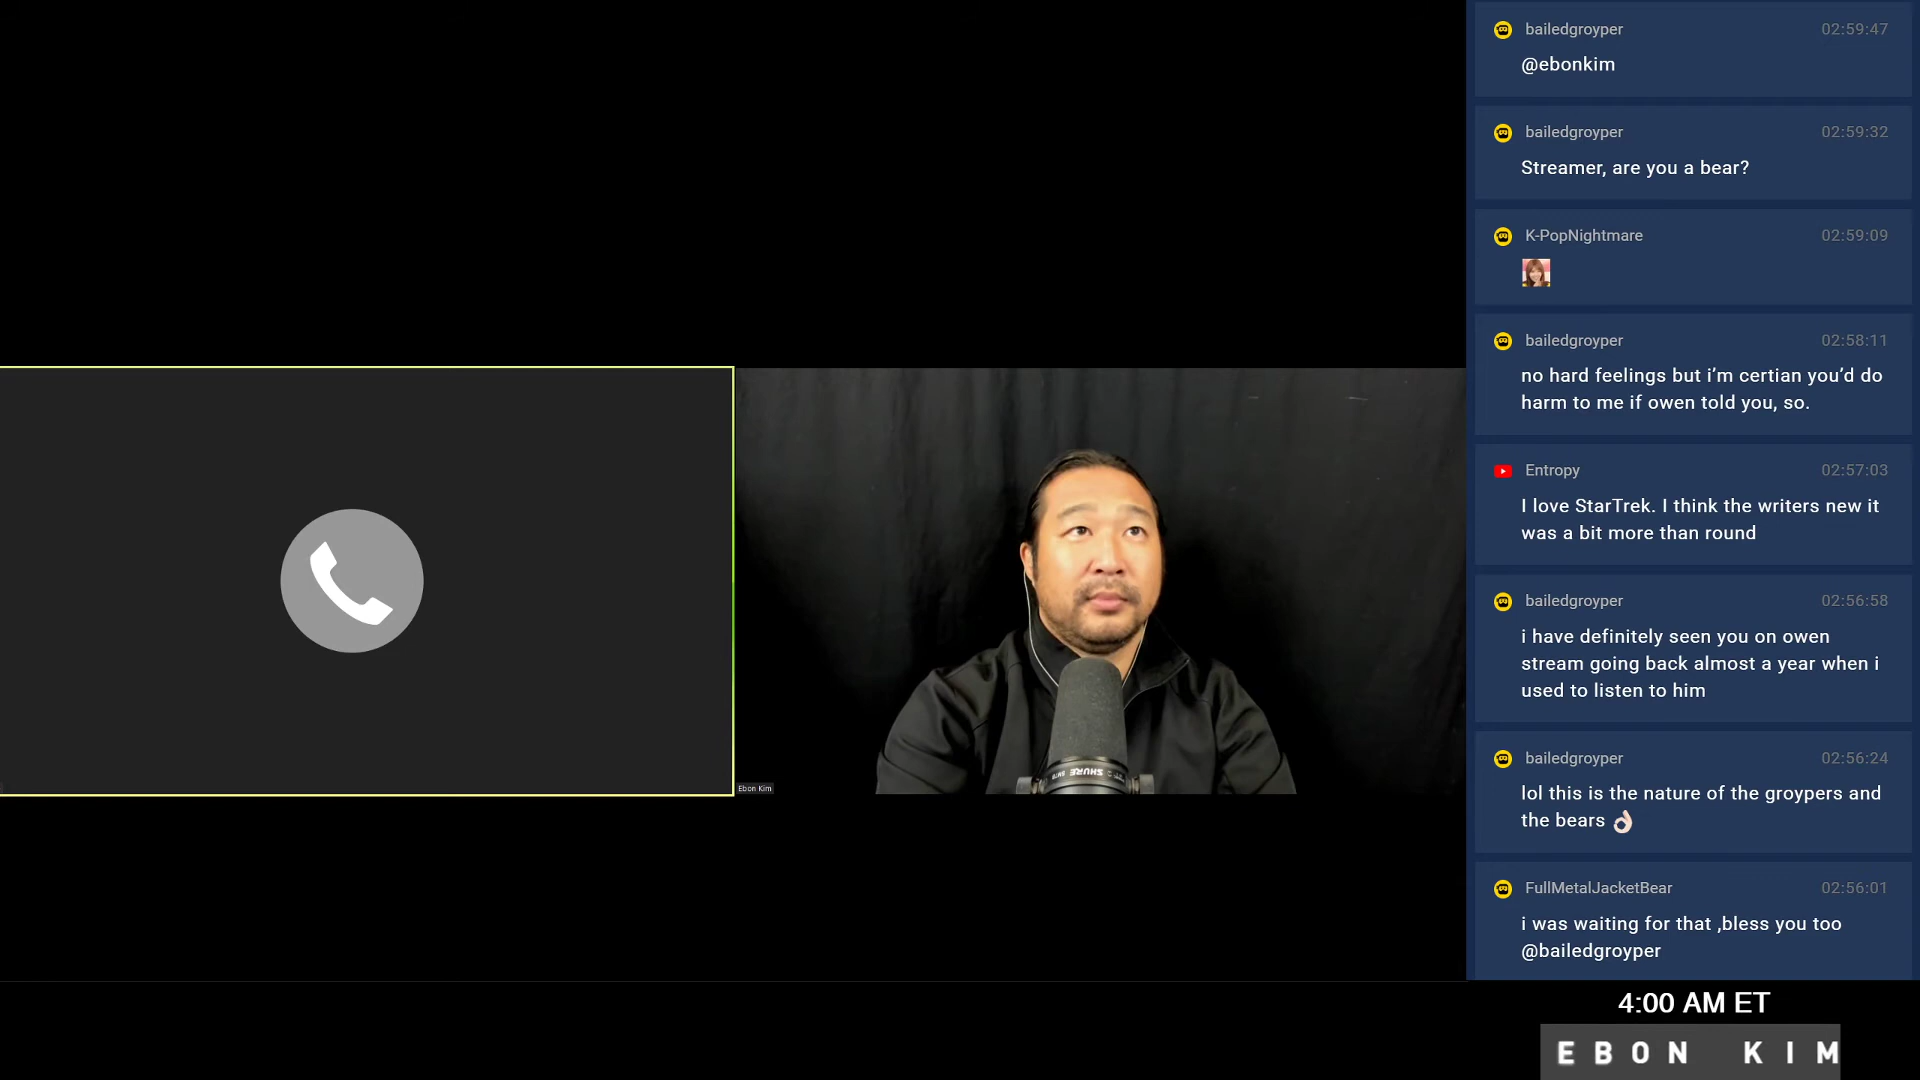 bailedgroyper 02:59:47
@ebonkim
bailedgroyper 02:59:32
Streamer, are you a bear?
K-PopNightmare 02:59:09
bailedgroyper 02:58:11
no hard feelings but i’m certian you’d do
harm to me if owen told you, so.
Entropy 02:57:03
I love StarTrek. I think the writers new it
was a bit more than round
bailedgroyper 02:56:58
i have definitely seen you on owen
stream going back almost a year when i
used to listen to him
bailedgroyper 02:56:24
lol this is the nature of the groypers and
the bears 👌🏻
FullMetalJacketBear 02:56:01
i was waiting for that ,bless you too
@bailedgroyper
Ebon Kim
SHURE SM7B
4:00 AM ET
EBON KIM